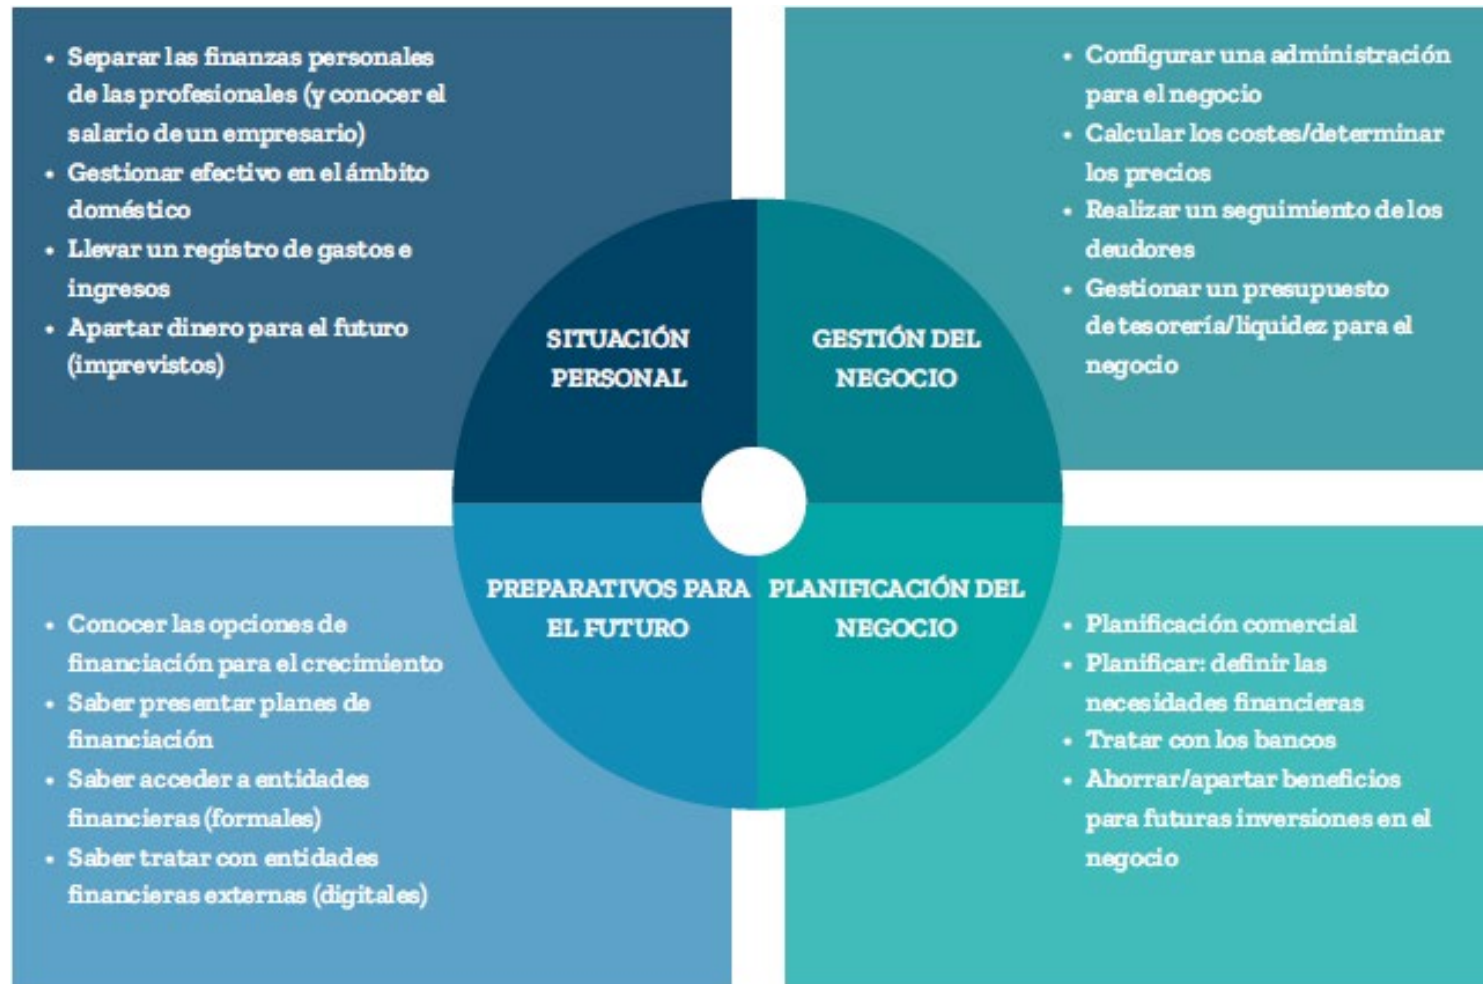 • Separar las finanzas personales
de las profesionales (y conocer el
salario de un empresario)
• Gestionar efectivo en el ámbito
doméstico
• Llevar un registro de gastos e
ingresos
• Apartar dinero para el futuro
(imprevistos)
• Configurar una administración
para el negocio
• Calcular los costes/determinar
los precios
• Realizar un seguimiento de los
deudores
• Gestionar un presupuesto
de tesorería/liquidez para el
negocio
SITUACIÓN
PERSONAL
GESTIÓN DEL
NEGOCIO
PREPARATIVOS PARA
EL FUTURO
PLANIFICACIÓN DEL
NEGOCIO
• Conocer las opciones de
financiación para el crecimiento
• Saber presentar planes de
financiación
• Saber acceder a entidades
financieras (formales)
• Saber tratar con entidades
financieras externas (digitales)
• Planificación comercial
• Planificar: definir las
necesidades financieras
• Tratar con los bancos
• Ahorrar/apartar beneficios
para futuras inversiones en el
negocio